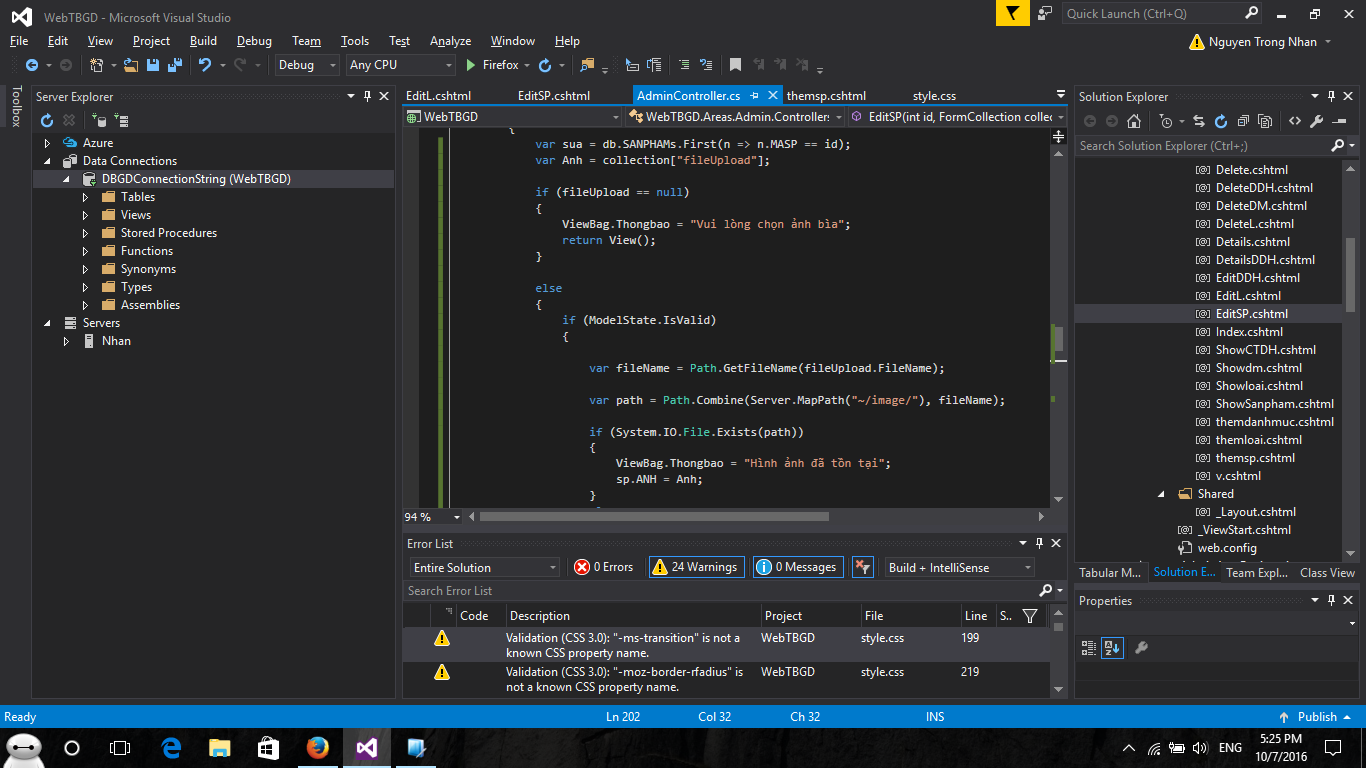 WebTBGD - Microsoft Visual Studio
Quick Launch (Ctrl+Q)
File Edit View Project Build Debug Team Tools Test Analyze Window Help
Nguyen Trong Nhan
Debug Any CPU Firefox
Toolbox
Server Explorer
Azure
Data Connections
DBGDConnectionString (WebTBGD)
Tables
Views
Stored Procedures
Functions
Synonyms
Types
Assemblies
Servers
Nhan
EditL.cshtml EditSP.cshtml AdminController.cs themsp.cshtml style.css
WebTBGD WebTBGD.Areas.Admin.Controllers EditSP(int id, FormCollection collec
{
var sua = db.SANPHAMs.First(n => n.MASP == id);
var Anh = collection["fileUpload"];
if (fileUpload == null)
{
ViewBag.Thongbao = "Vui lòng chọn ảnh bìa";
return View();
}
else
{
if (ModelState.IsValid)
{
var fileName = Path.GetFileName(fileUpload.FileName);
var path = Path.Combine(Server.MapPath("~/image/"), fileName);
if (System.IO.File.Exists(path))
{
ViewBag.Thongbao = "Hình ảnh đã tồn tại";
sp.ANH = Anh;
}
94 %
Error List
Entire Solution 0 Errors 24 Warnings 0 Messages Build + IntelliSense
Search Error List
Code Description Project File Line S..
Validation (CSS 3.0): "-ms-transition" is not a known CSS property name. WebTBGD style.css 199
Validation (CSS 3.0): "-moz-border-rfadius" is not a known CSS property name. WebTBGD style.css 219
Solution Explorer
Search Solution Explorer (Ctrl+;)
Delete.cshtml
DeleteDDH.cshtml
DeleteDM.cshtml
DeleteL.cshtml
Details.cshtml
DetailsDDH.cshtml
EditDDH.cshtml
EditL.cshtml
EditSP.cshtml
Index.cshtml
ShowCTDH.cshtml
Showdm.cshtml
Showloai.cshtml
ShowSanpham.cshtml
themdanhmuc.cshtml
themloai.cshtml
themsp.cshtml
v.cshtml
Shared
_Layout.cshtml
_ViewStart.cshtml
web.config
Tabular M... Solution E... Team Expl... Class View
Properties
Ready Ln 202 Col 32 Ch 32 INS Publish
ENG 5:25 PM
10/7/2016